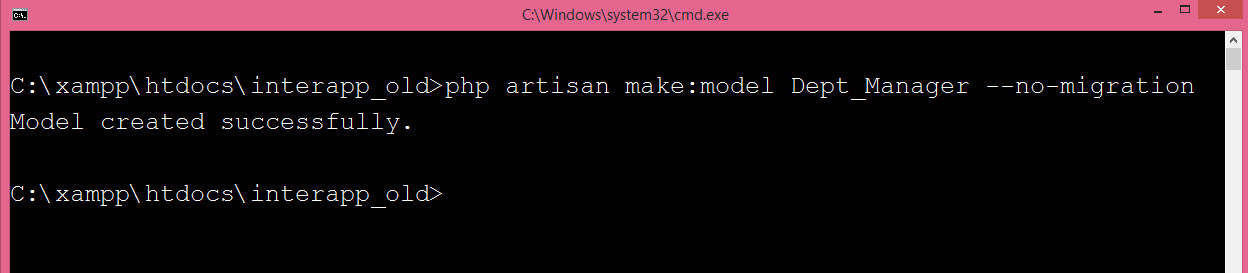 C:\Windows\system32\cmd.exe
C:\xampp\htdocs\interapp_old>php artisan make:model Dept_Manager --no-migration
Model created successfully.
C:\xampp\htdocs\interapp_old>